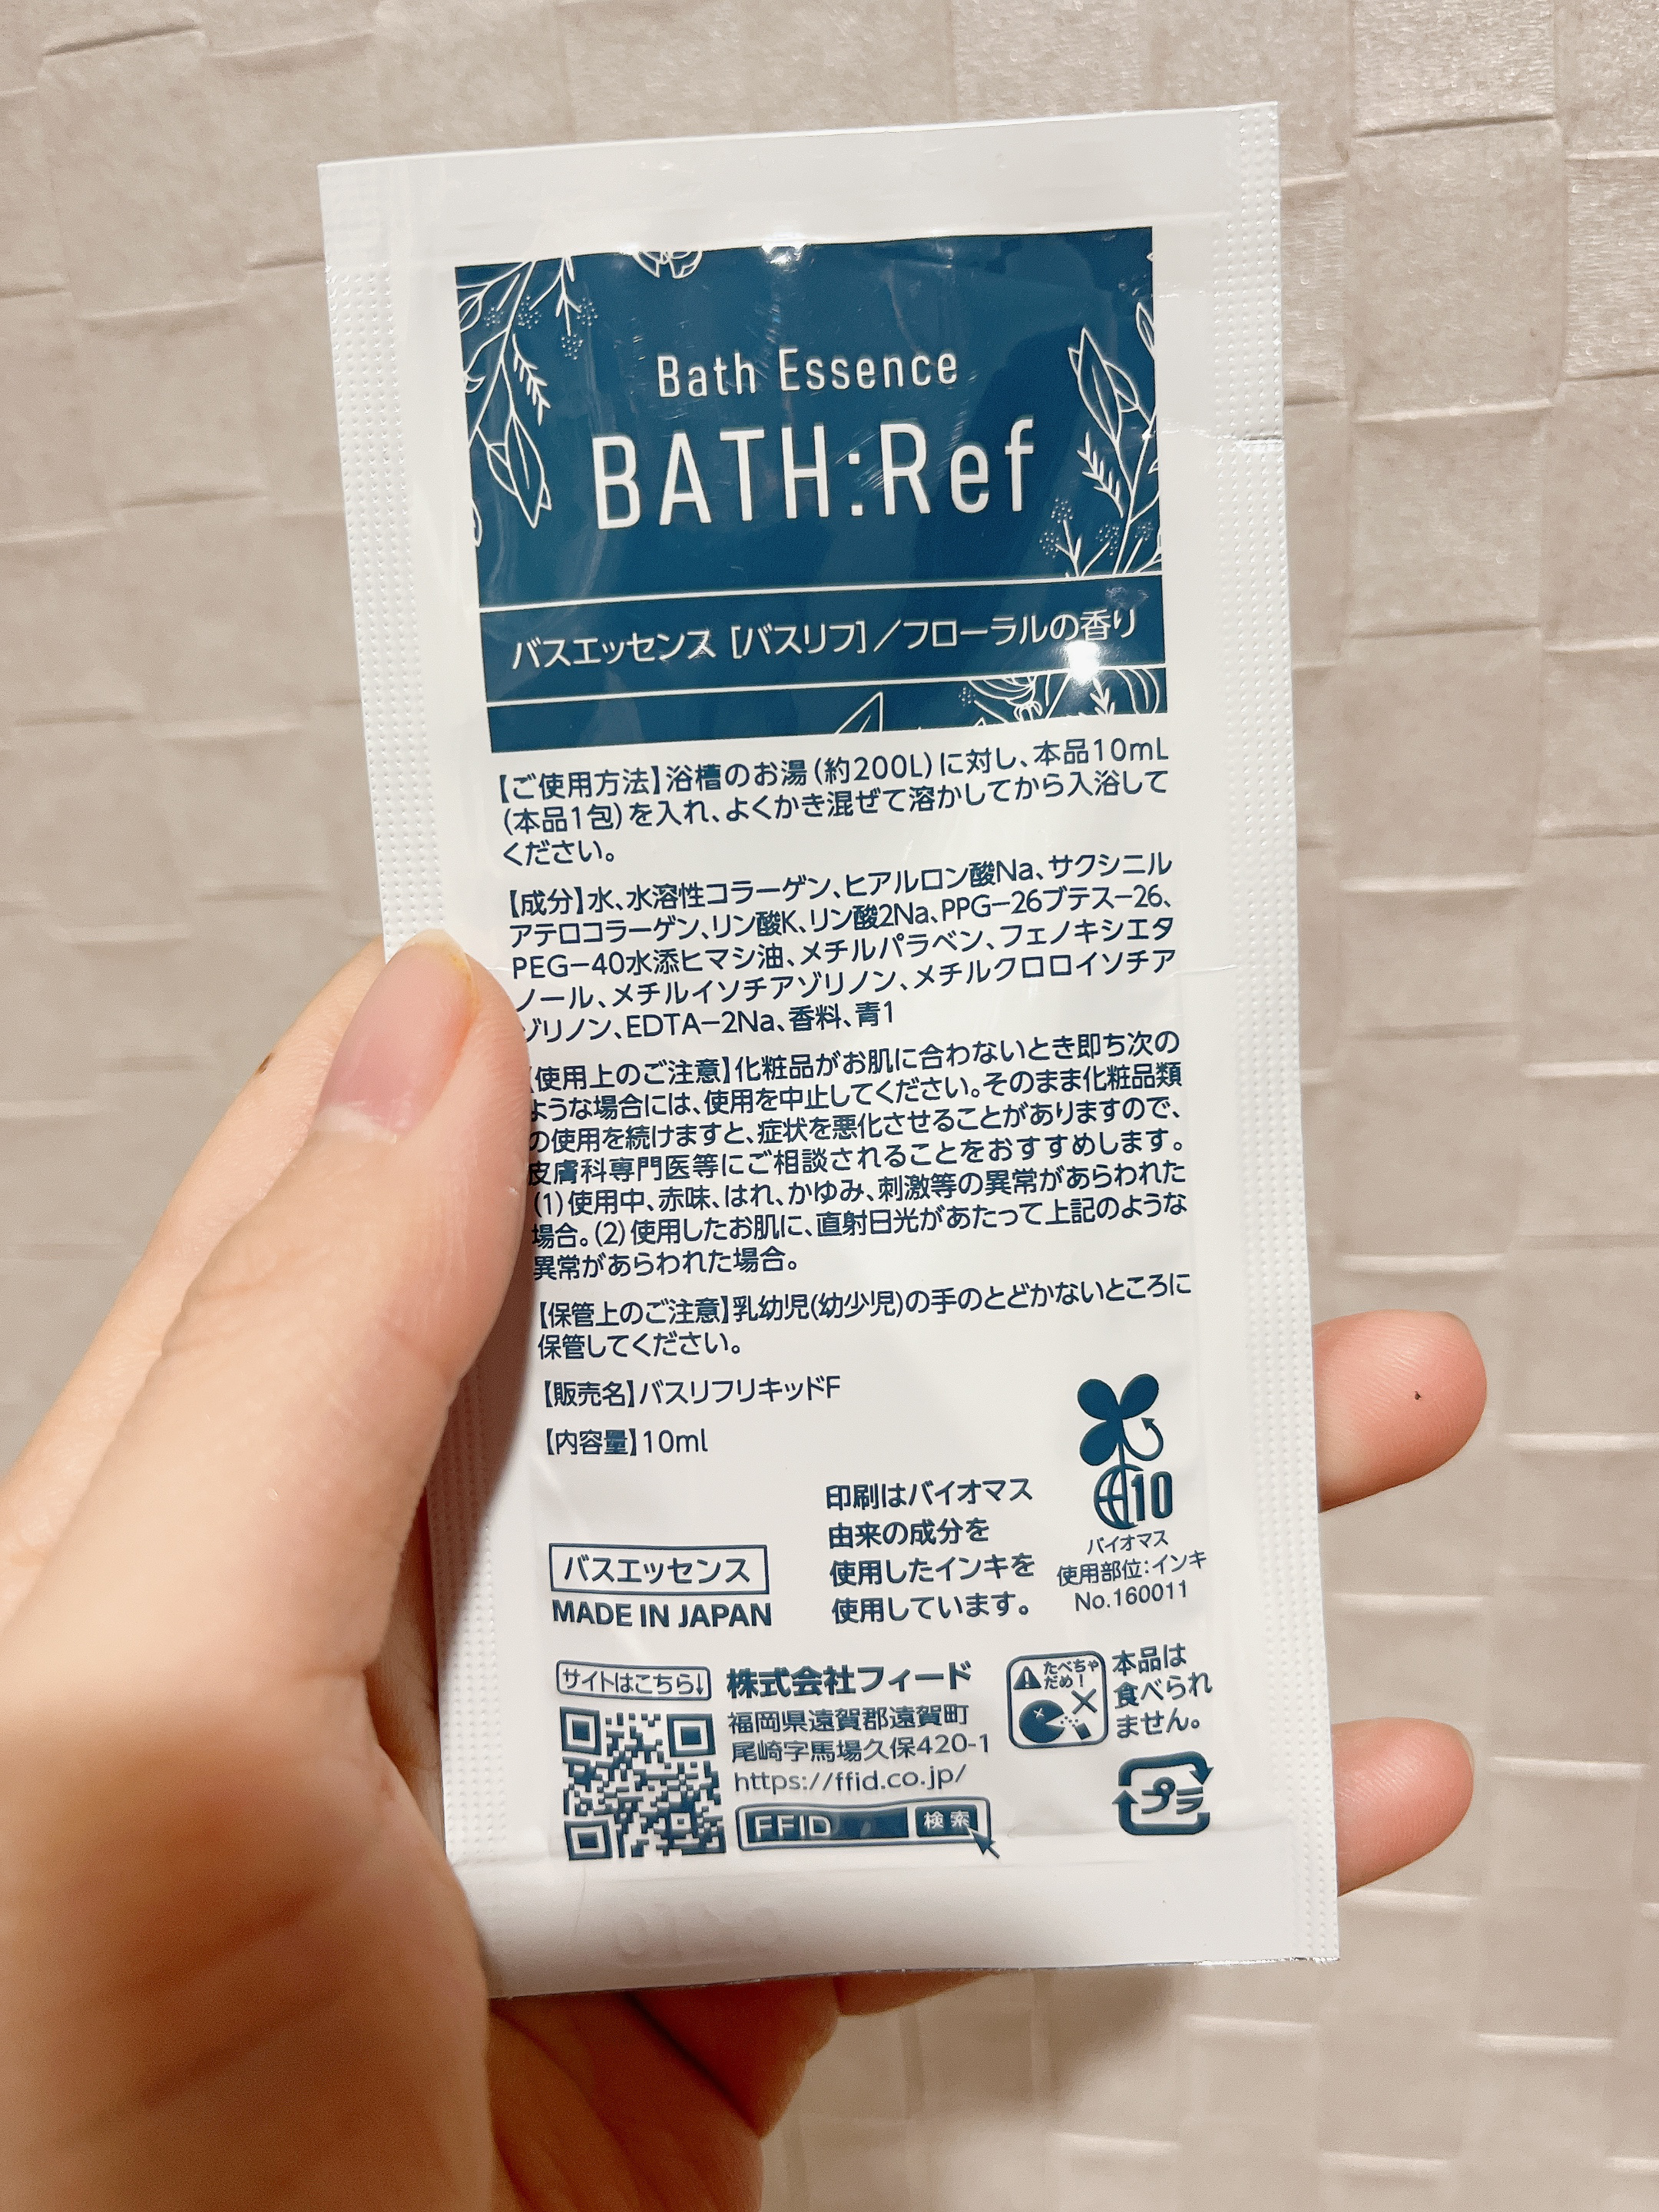 Bath Essence
BATH:Ref
バスエッセンス［バスリフ］／フローラルの香り
【ご使用方法】浴槽のお湯(約200L)に対し、本品10mL
(本品1包)を入れ、よくかき混ぜて溶かしてから入浴して
ください。
【成分】水、水溶性コラーゲン、ヒアルロン酸Na、サクシニル
アテロコラーゲン、リン酸K、リン酸2Na、PPG−26ブテス−26、
PEG−40水添ヒマシ油、メチルパラベン、フェノキシエタ
ノール、メチルイソチアゾリノン、メチルクロロイソチア
ゾリノン、EDTA−2Na、香料、青1
【使用上のご注意】化粧品がお肌に合わないとき即ち次の
ような場合には、使用を中止してください。そのまま化粧品類
の使用を続けますと、症状を悪化させることがありますので、
皮膚科専門医等にご相談されることをおすすめします。
(1)使用中、赤味、はれ、かゆみ、刺激等の異常があらわれた
場合。(2)使用したお肌に、直射日光があたって上記のような
異常があらわれた場合。
【保管上のご注意】乳幼児(幼少児)の手のとどかないところに
保管してください。
【販売名】バスリフリキッドF
【内容量】10ml
印刷はバイオマス
由来の成分を
使用したインキを
使用しています。
10
バイオマス
使用部位：インキ
No.160011
バスエッセンス
MADE IN JAPAN
サイトはこちら↓
株式会社フィード
福岡県遠賀郡遠賀町
尾崎字馬場久保420-1
https://ffid.co.jp/
FFID 検索
たべちゃ
だめ！
本品は
食べられ
ません。
プラ